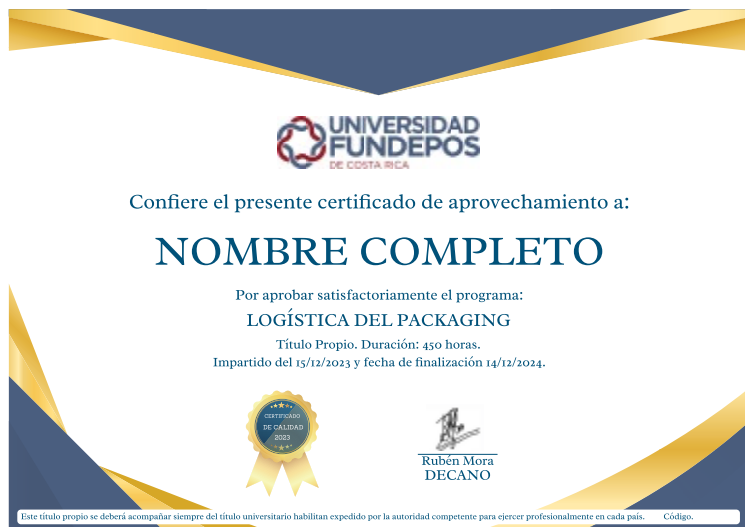 UNIVERSIDAD
FUNDEPOS
DE COSTA RICA
Confiere el presente certificado de aprovechamiento a:
NOMBRE COMPLETO
Por aprobar satisfactoriamente el programa:
LOGÍSTICA DEL PACKAGING
Título Propio. Duración: 450 horas.
Impartido del 15/12/2023 y fecha de finalización 14/12/2024.
CERTIFICADO
DE CALIDAD
2023
Rubén Mora
DECANO
Este título propio se deberá acompañar siempre del título universitario habilitan expedido por la autoridad competente para ejercer profesionalmente en cada país. Código.